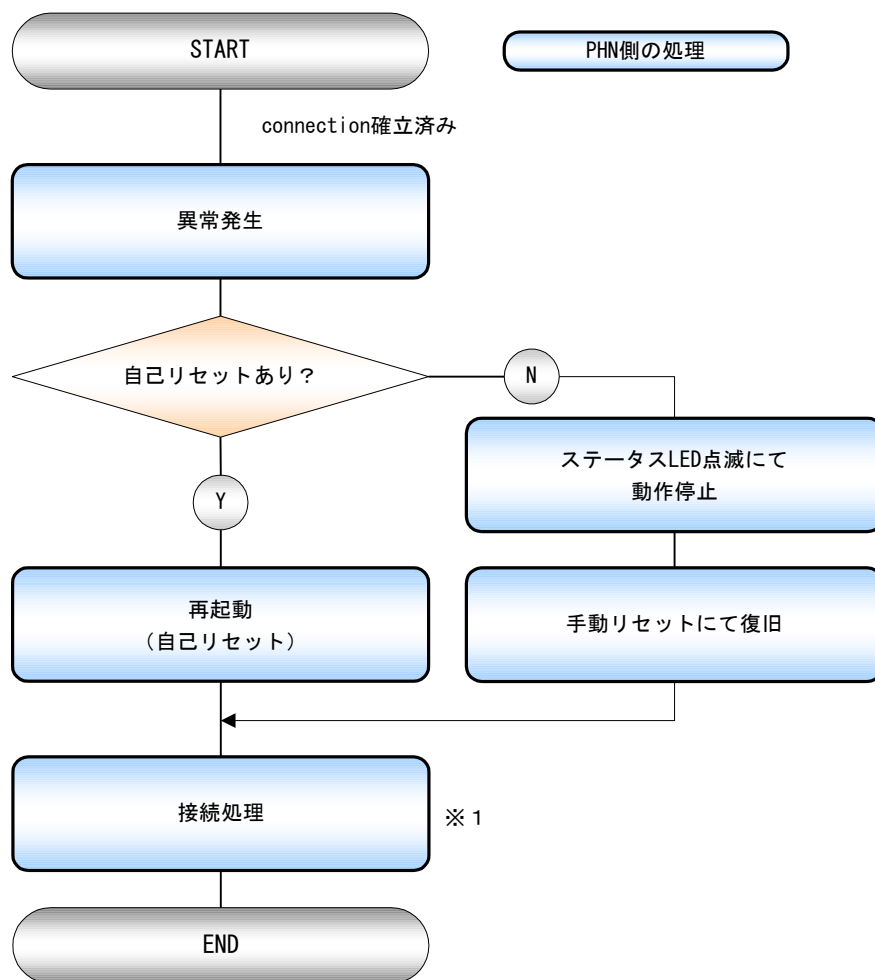 START
PHN側の処理
connection確立済み
異常発生
自己リセットあり？
N
ステータスLED点滅にて
動作停止
Y
再起動
（自己リセット）
手動リセットにて復旧
接続処理
※１
END